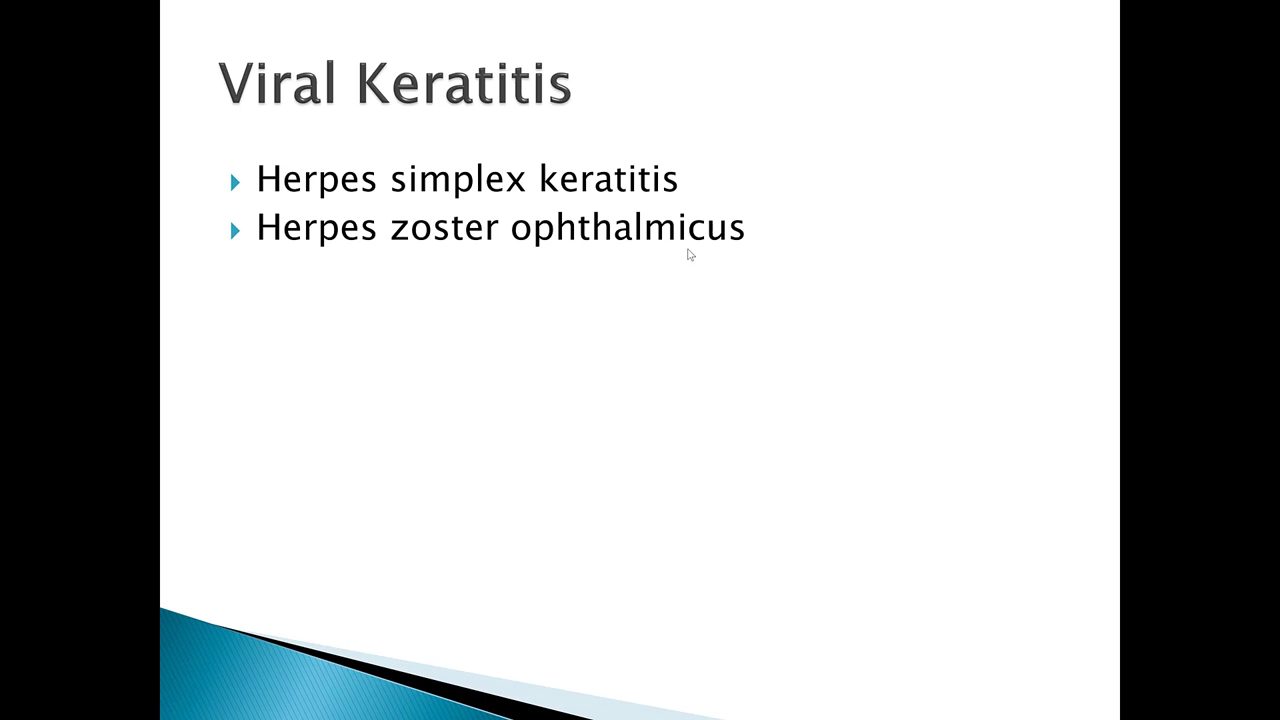 Viral Keratitis
Herpes simplex keratitis
Herpes zoster ophthalmicus